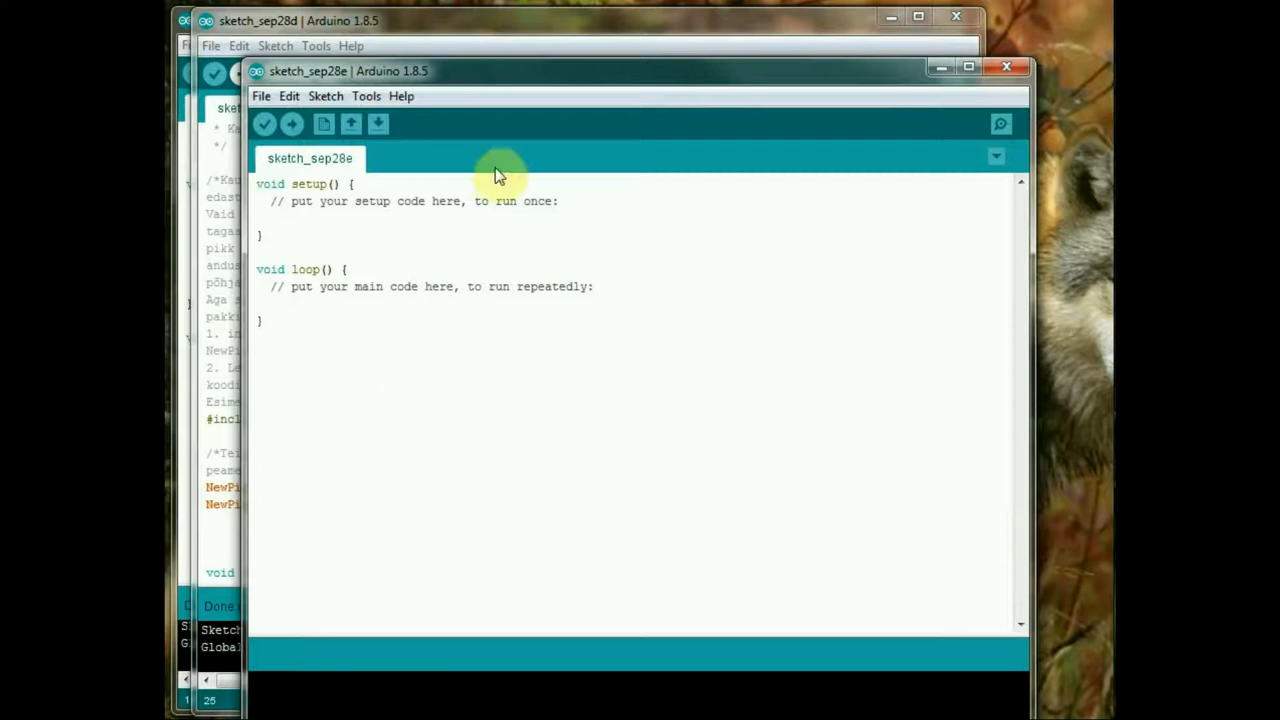 sketch_sep28d | Arduino 1.8.5
File Edit Sketch Tools Help
sketch_sep28e | Arduino 1.8.5
File Edit Sketch Tools Help
sketch_sep28e
void setup() {
// put your setup code here, to run once:
}
void loop() {
// put your main code here, to run repeatedly:
}
*/
edast
Vaid
tagaa
pikk
andus
põhja
Aga s
pakki
1. in
NewPi
2. Le
koodi
Esime
#incl
/*Tei
peame
NewPi
NewPi
void
Done
Sketch
Global
25